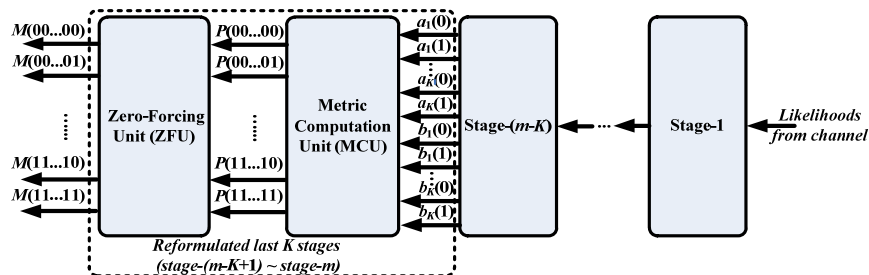 M(00...00)
M(00...01)
M(11...10)
M(11...11)
Zero-Forcing
Unit (ZFU)
P(00...00)
P(00...01)
P(11...10)
P(11...11)
Metric
Computation
Unit (MCU)
a1(0)
a1(1)
aK(0)
aK(1)
b1(0)
b1(1)
bK(0)
bK(1)
Stage-(m-K)
...
Stage-1
Likelihoods
from channel
Reformulated last K stages
(stage-(m-K+1) ~ stage-m)